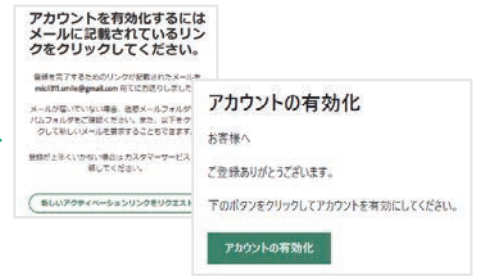 アカウントを有効化するには
メールに記載されているリン
クをクリックしてください。
登録を完了するためのリンクが記載されたメールを
宛てにお送りしました
メールが届いていない場合、迷惑メールフォルダ
パムフォルダをご確認ください。また、以下をク
クして新しいメールを要求することもできます。
登録が上手くいかない場合はカスタマーサービス
絡してください。
新しいアクティベーションリンクをリクエスト
アカウントの有効化
お客様へ
ご登録ありがとうございます。
下のボタンをクリックしてアカウントを有効にしてください。
アカウントの有効化